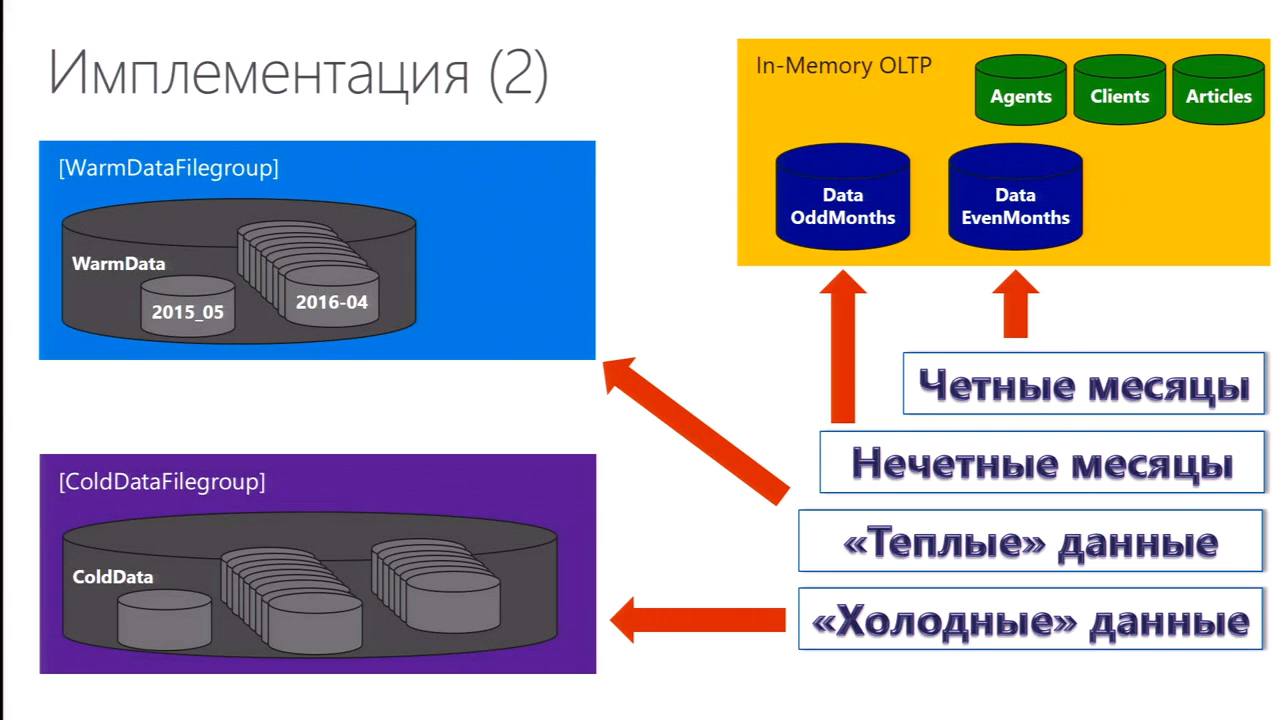 Имплементация (2)
[WarmDataFilegroup]
WarmData
2015_05
2016-04
[ColdDataFilegroup]
ColdData
In-Memory OLTP
Agents
Clients
Articles
Data
OddMonths
Data
EvenMonths
Четные месяцы
Нечетные месяцы
«Теплые» данные
«Холодные» данные